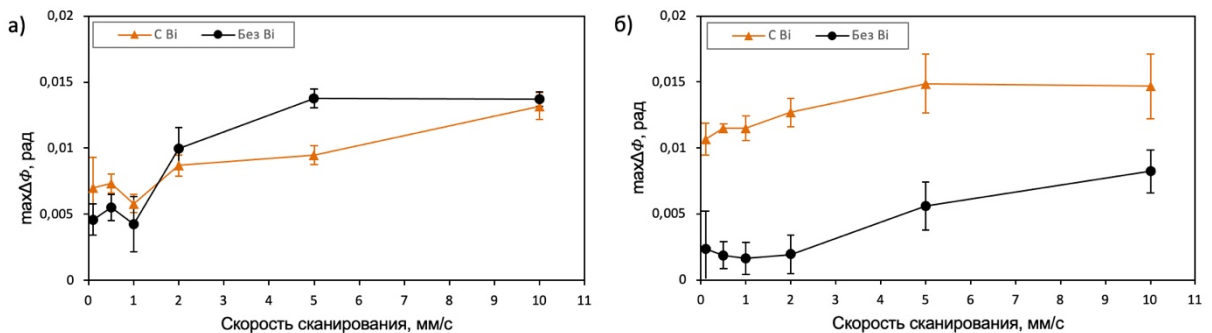 а)
С Bi
Без Bi
maxΔΦ, рад
0,02
0,015
0,01
0,005
0
0 1 2 3 4 5 6 7 8 9 10 11
Скорость сканирования, мм/с
б)
С Bi
Без Bi
maxΔΦ, рад
0,02
0,015
0,01
0,005
0
0 1 2 3 4 5 6 7 8 9 10 11
Скорость сканирования, мм/с